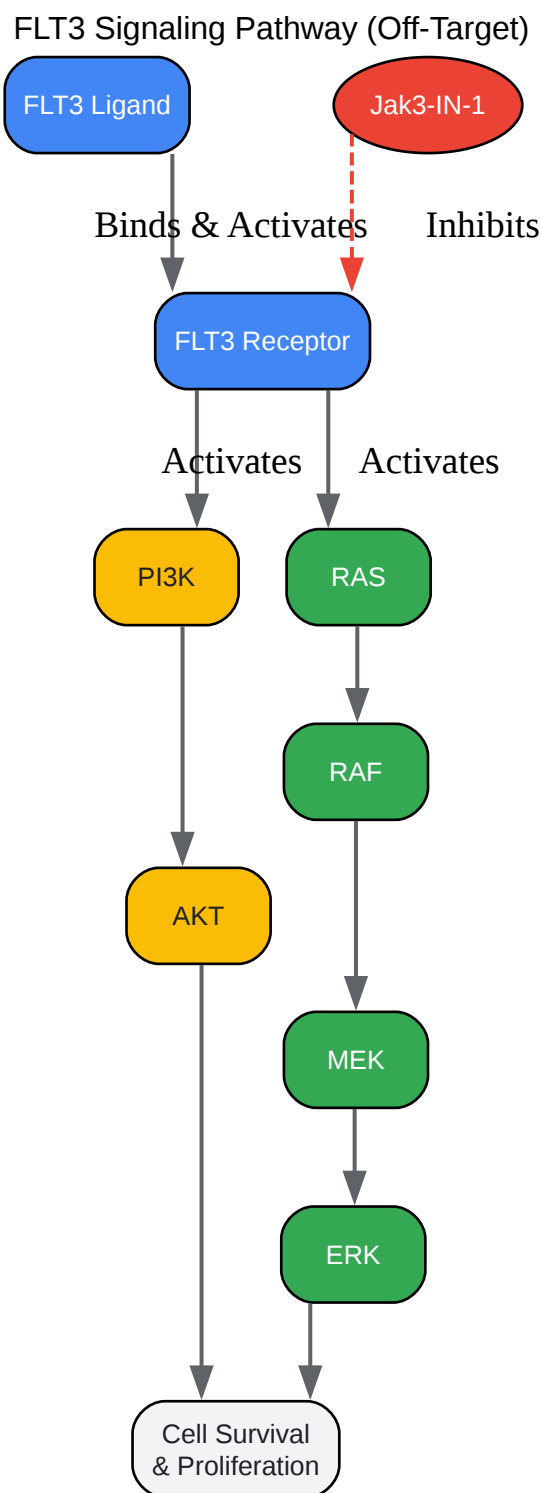 FLT3 Signaling Pathway (Off-Target)
FLT3 Ligand
Jak3-IN-1
Binds & Activates
Inhibits
FLT3 Receptor
Activates
Activates
PI3K
RAS
RAF
AKT
MEK
ERK
Cell Survival
& Proliferation